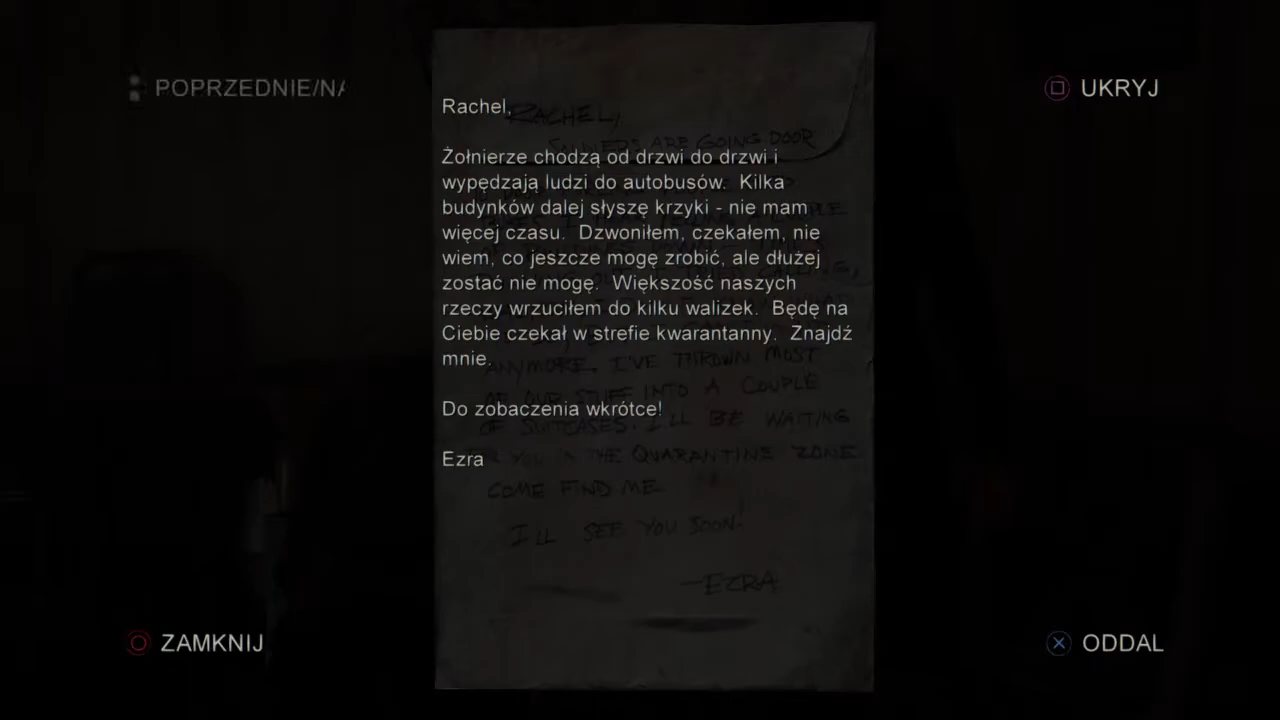 POPRZEDNIE/NA
UKRYJ
Rachel,
Żołnierze chodzą od drzwi do drzwi i
wypędzają ludzi do autobusów.  Kilka
budynków dalej słyszę krzyki - nie mam
więcej czasu.  Dzwoniłem, czekałem, nie
wiem, co jeszcze mogę zrobić, ale dłużej
zostać nie mogę.  Większość naszych
rzeczy wrzuciłem do kilku walizek.  Będę na
Ciebie czekał w strefie kwarantanny.  Znajdź
mnie.
Do zobaczenia wkrótce!
Ezra
RACHEL,
SOLDIERS ARE GOING DOOR
ANYMORE. I'VE THROWN MOST
OF OUR STUFF INTO A COUPLE
OF SUITCASES. I'LL BE WAITING
FOR YOU IN THE QUARANTINE ZONE
COME FIND ME.
I'LL SEE YOU SOON!
-EZRA
ZAMKNIJ
ODDAL